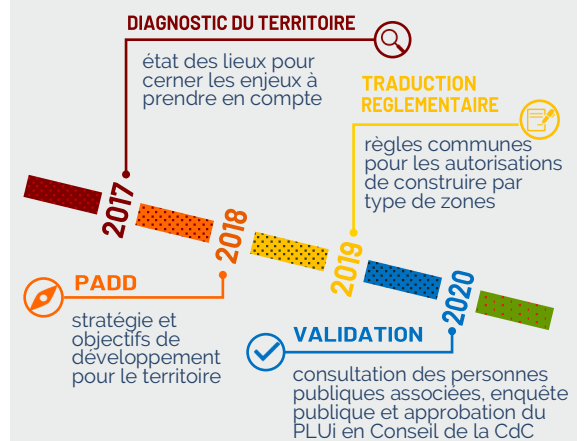 DIAGNOSTIC DU TERRITOIRE
état des lieux pour
cerner les enjeux à
prendre en compte
2017
PADD
stratégie et
objectifs de
développement
pour le territoire
2018
TRADUCTION
REGLEMENTAIRE
règles communes
pour les autorisations
de construire par
type de zones
2019
VALIDATION
consultation des personnes
publiques associées, enquête
publique et approbation du
PLUi en Conseil de la CdC
2020